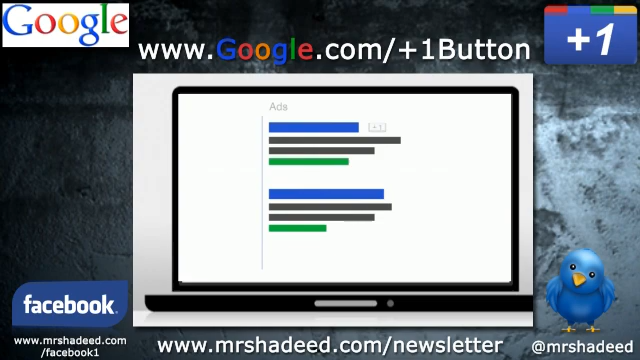 Google
+1
www.Google.com/+1Button
Ads
+1
facebook
www.mrshadeed.com
/facebook1
www.mrshadeed.com/newsletter
@mrshadeed